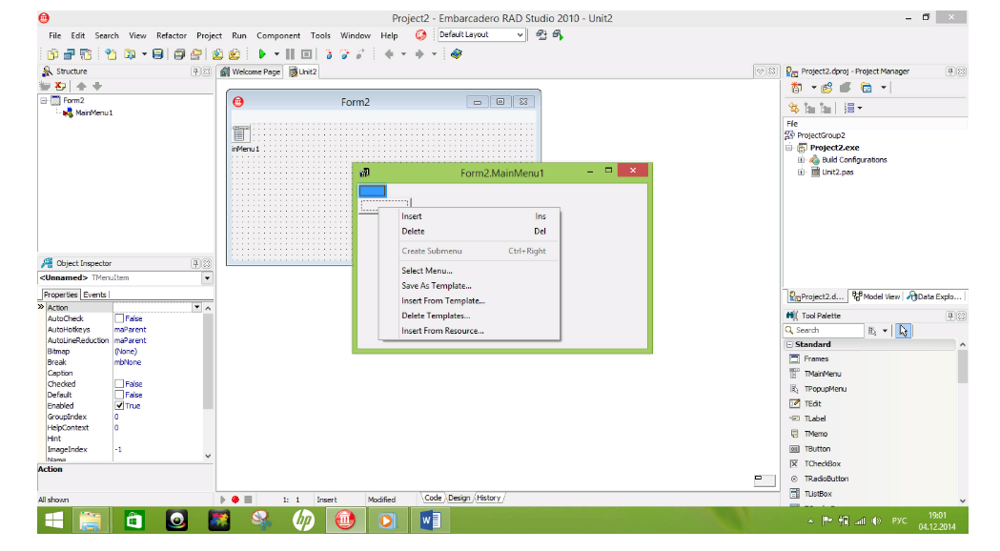 Project2 - Embarcadero RAD Studio 2010 - Unit2
File Edit Search View Refactor Project Run Component Tools Window Help Default Layout
Structure
Form2
MainMenu1
Welcome Page Unit2
Form2
inMenu1
Form2.MainMenu1
Insert Ins
Delete Del
Create Submenu Ctrl+Right
Select Menu...
Save As Template...
Insert From Template...
Delete Templates...
Insert From Resource...
Object Inspector
<Unnamed> TMenuItem
Properties Events
Action
AutoCheck False
AutoHotkeys maParent
AutoLineReduction maParent
Bitmap (None)
Break mbNone
Caption
Checked False
Default False
Enabled True
GroupIndex 0
HelpContext 0
Hint
ImageIndex -1
Name
Action
All shown
1: 1 Insert Modified Code Design History
Project2.dproj - Project Manager
File
ProjectGroup2
Project2.exe
Build Configurations
Unit2.pas
Project2.d... Model View Data Explo...
Tool Palette
Search
Standard
Frames
TMainMenu
TPopupMenu
TEdit
TLabel
TMemo
TButton
TCheckBox
TRadioButton
TListBox
РУС
19:01
04.12.2014